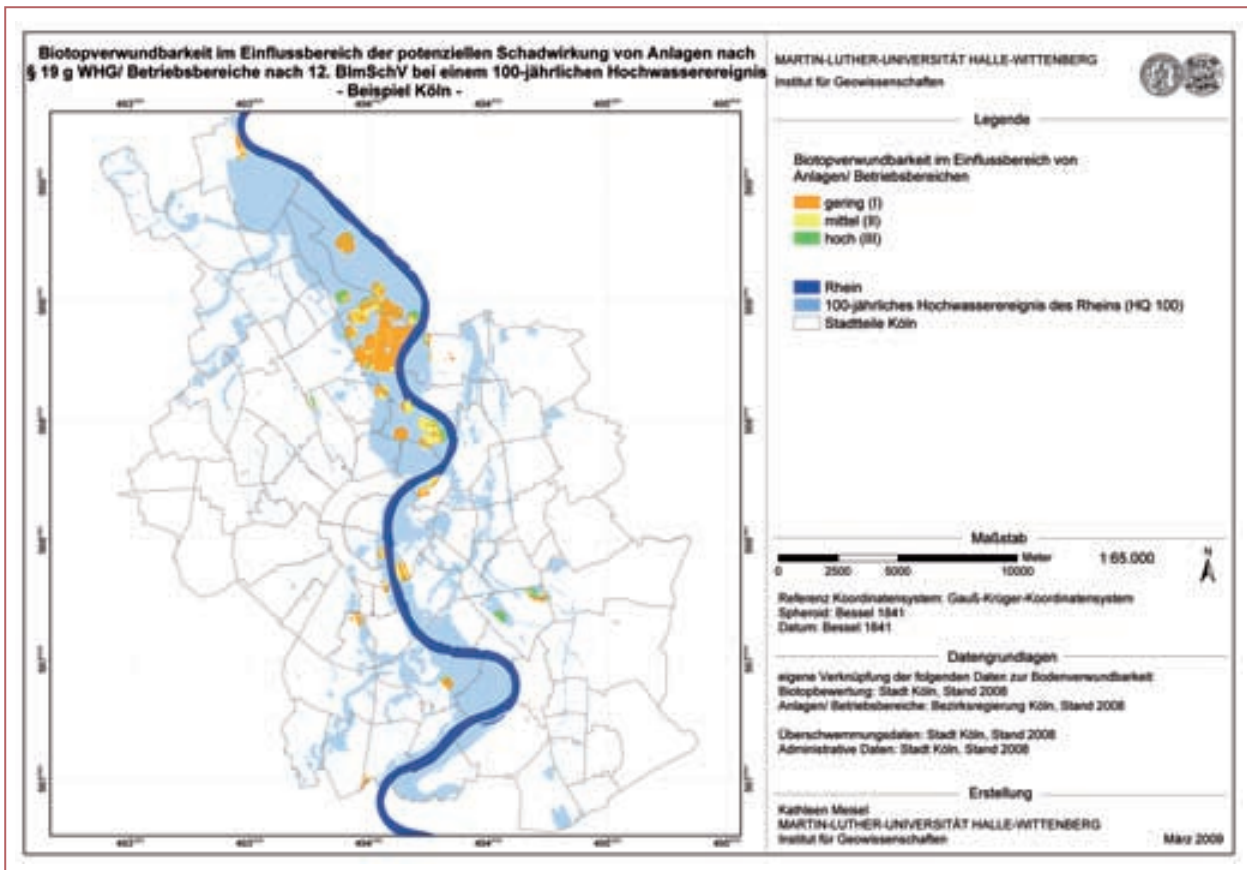 Biotopverwundbarkeit im Einflussbereich der potenziellen Schadwirkung von Anlagen nach
§ 19 g WHG/ Betriebsbereiche nach 12. BImSchV bei einem 100-jährlichen Hochwasserereignis
- Beispiel Köln -
MARTIN-LUTHER-UNIVERSITÄT HALLE-WITTENBERG
Institut für Geowissenschaften
Legende
Biotopverwundbarkeit im Einflussbereich von
Anlagen/ Betriebsbereichen
gering (I)
mittel (II)
hoch (III)
Rhein
100-jährliches Hochwasserereignis des Rheins (HQ 100)
Stadtteile Köln
Maßstab
Meter
1:65.000
N
0 2500 5000 10000
Referenz Koordinatensystem: Gauß-Krüger-Koordinatensystem
Spheroid: Bessel 1841
Datum: Bessel 1841
Datengrundlagen
eigene Verknüpfung der folgenden Daten zur Bodenverwundbarkeit:
Biotopbewertung: Stadt Köln, Stand 2008
Anlagen/ Betriebsbereiche: Bezirksregierung Köln, Stand 2008
Überschwemmungsdaten: Stadt Köln, Stand 2008
Administrative Daten: Stadt Köln, Stand 2008
Erstellung
Kathleen Meisel
MARTIN-LUTHER-UNIVERSITÄT HALLE-WITTENBERG
Institut für Geowissenschaften
März 2009